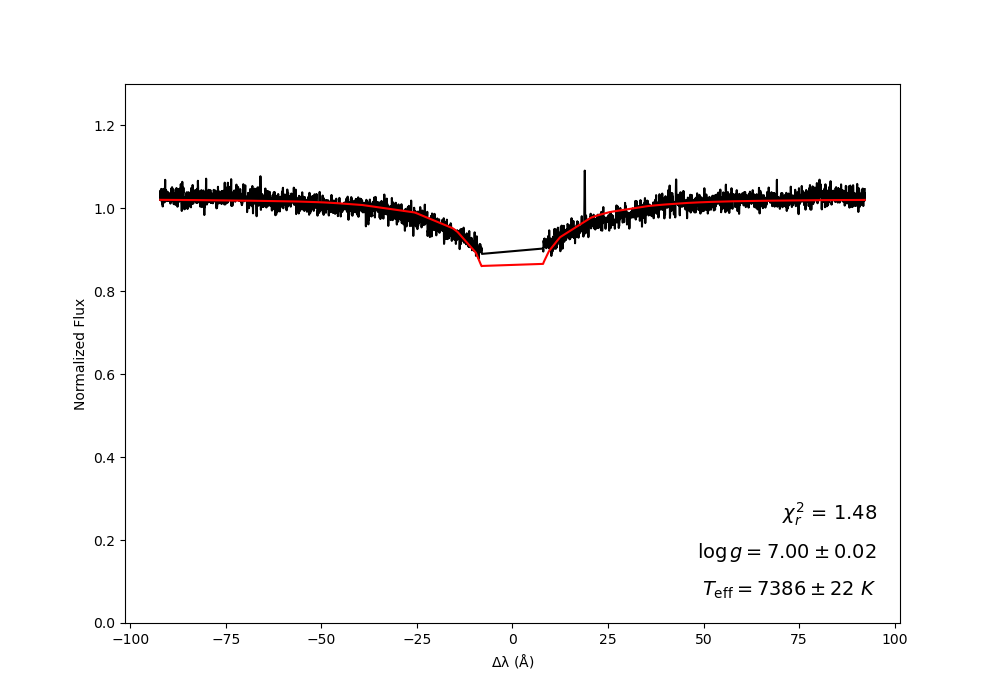 1.2
1.0
0.8
0.6
0.4
0.2
0.0
Normalized Flux
χ²ᵣ = 1.48
log g = 7.00 ± 0.02
T_eff = 7386 ± 22 K
−100 −75 −50 −25 0 25 50 75 100
Δλ (Å)